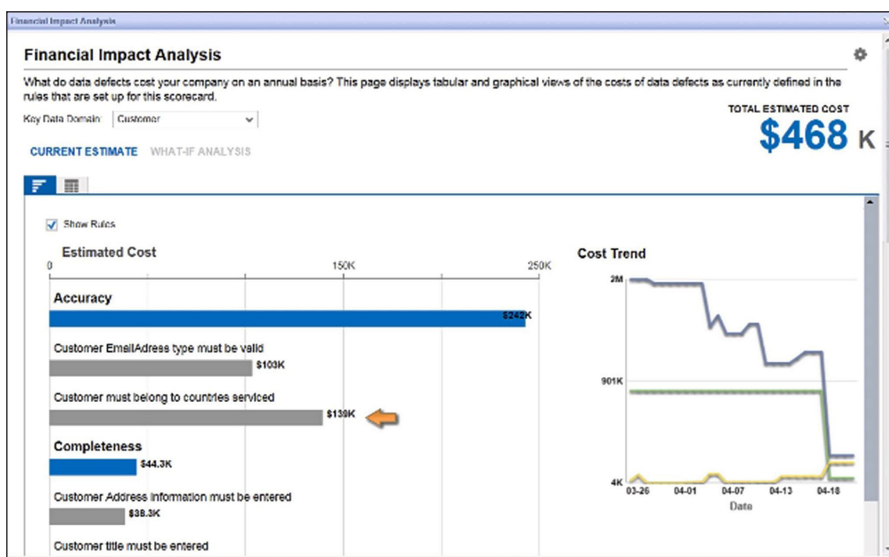 Financial Impact Analysis
Financial Impact Analysis
What do data defects cost your company on an annual basis? This page displays tabular and graphical views of the costs of data defects as currently defined in the
rules that are set up for this scorecard.
TOTAL ESTIMATED COST
$468 K
Key Data Domain: Customer
CURRENT ESTIMATE WHAT-IF ANALYSIS
Show Rules
Estimated Cost
0 150K 250K
Accuracy
$242K
Customer EmailAdress type must be valid
$103K
Customer must belong to countries serviced
$139K
Completeness
$44.3K
Customer Address Information must be entered
$38.3K
Customer title must be entered
Cost Trend
2M
901K
4K
03-26 04-01 04-07 04-13 04-18
Date